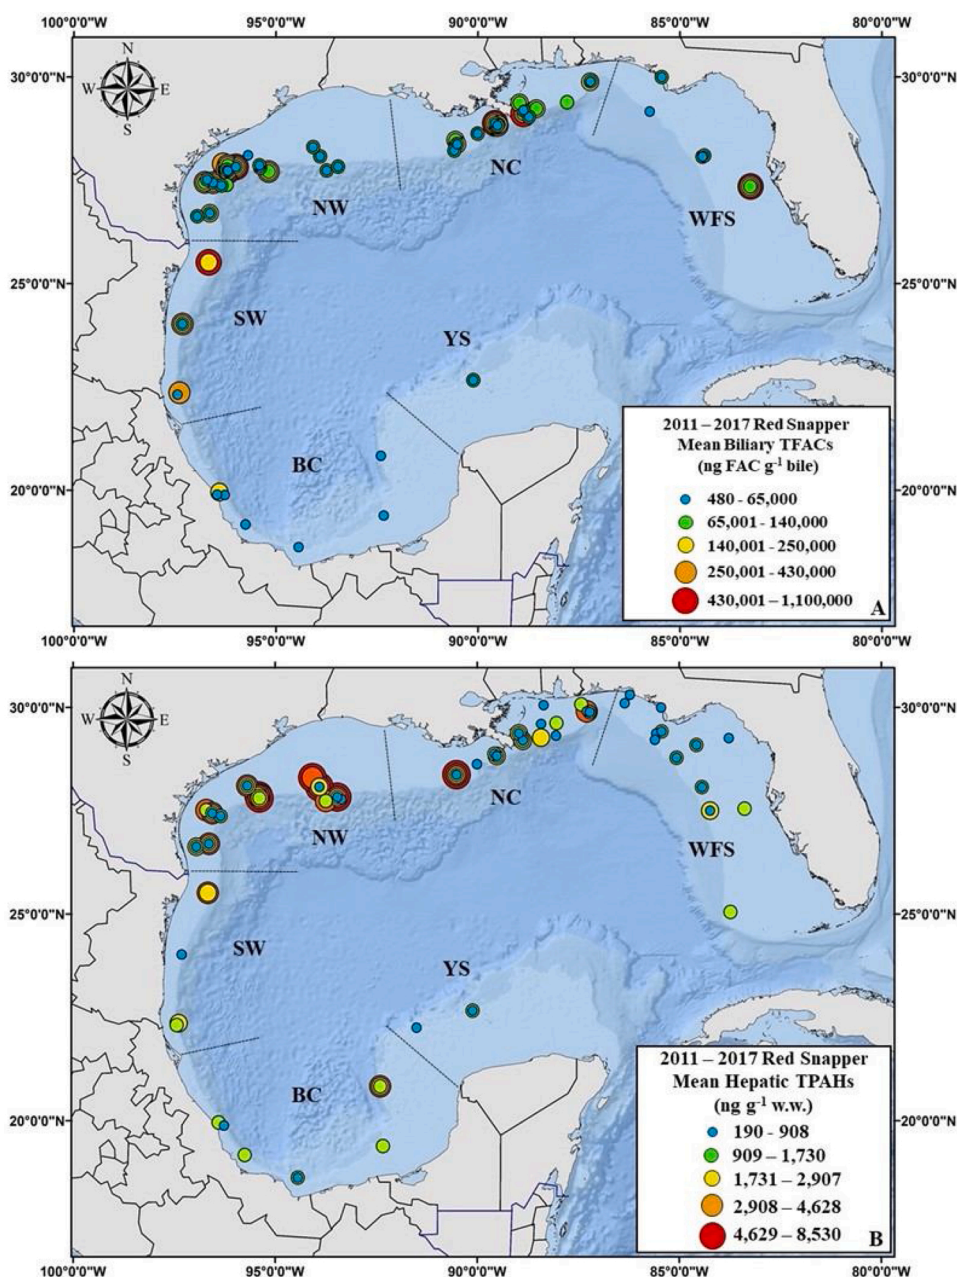 100°0'0"W 95°0'0"W 90°0'0"W 85°0'0"W 80°0'0"W
N
W E
S
30°0'0"N 30°0'0"N
NC
NW
WFS
25°0'0"N 25°0'0"N
SW
YS
2011 – 2017 Red Snapper
Mean Biliary TFACs
(ng FAC g-1 bile)
BC
480 - 65,000
20°0'0"N 20°0'0"N
65,001 - 140,000
140,001 - 250,000
250,001 - 430,000
430,001 – 1,100,000
A
100°0'0"W 95°0'0"W 90°0'0"W 85°0'0"W 80°0'0"W
N
W E
S
30°0'0"N 30°0'0"N
NC
NW
WFS
25°0'0"N 25°0'0"N
SW
YS
2011 – 2017 Red Snapper
Mean Hepatic TPAHs
(ng g-1 w.w.)
BC
20°0'0"N 20°0'0"N
190 - 908
909 – 1,730
1,731 – 2,907
2,908 – 4,628
4,629 – 8,530
B
100°0'0"W 95°0'0"W 90°0'0"W 85°0'0"W 80°0'0"W